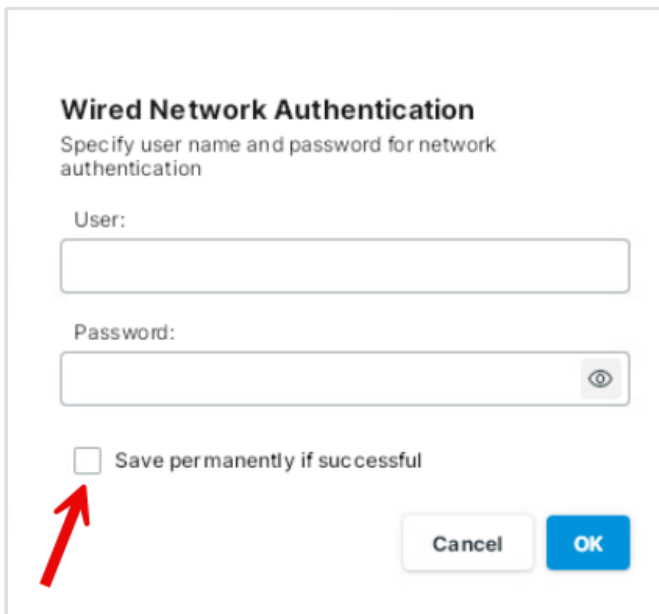 Wired Network Authentication
Specify user name and password for network
authentication
User:
Password:
Save permanently if successful
Cancel
OK